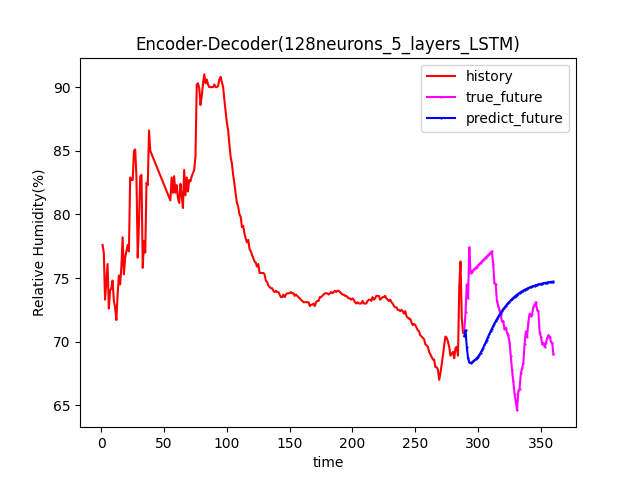 Encoder-Decoder(128neurons_5_layers_LSTM)
history
true_future
predict_future
Relative Humidity(%)
90
85
80
75
70
65
0 50 100 150 200 250 300 350
time